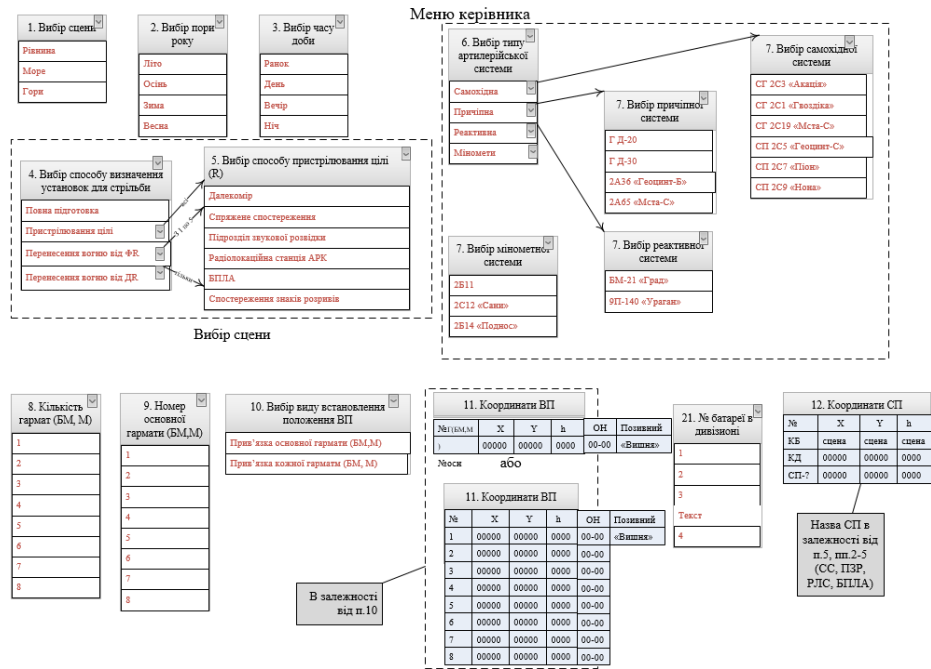 Меню керівника
1. Вибір сцени
Рівнина
Море
Гори
2. Вибір пори
року
Літо
Осінь
Зима
Весна
3. Вибір часу
доби
Ранок
День
Вечір
Ніч
4. Вибір способу визначення
установок для стрільби
Повна підготовка
Пристрілювання цілі
Перенесення вогню від ФR
Перенесення вогню від ДR
5. Вибір способу пристрілювання цілі
(R)
Далекомір
Спряжене спостереження
Підрозділ звукової розвідки
Радіолокаційна станція АРК
БПЛА
Спостереження знаків розривів
Вибір сцени
6. Вибір типу
артилерійської
системи
Самохідна
Причіпна
Реактивна
Міномети
7. Вибір причіпної
системи
Г Д-20
Г Д-30
2А36 «Геоцинт-Б»
2А65 «Мста-С»
7. Вибір самохідної
системи
СГ 2С3 «Акація»
СГ 2С1 «Гвоздіка»
СГ 2С19 «Мста-С»
СП 2С5 «Геоцинт-С»
СП 2С7 «Піон»
СП 2С9 «Нона»
7. Вибір мінометної
системи
2Б11
2С12 «Сани»
2Б14 «Поднос»
7. Вибір реактивної
системи
БМ-21 «Град»
9П-140 «Ураган»
8. Кількість
гармат (БМ, М)
1
2
3
4
5
6
7
8
9. Номер
основної
гармати (БМ,М)
1
2
3
4
5
6
7
8
10. Вибір виду встановлення
положення ВП
Прив’язка основної гармати (БМ,М)
Прив’язка кожної гармати (БМ, М)
11. Координати ВП
№Г(БМ,М X Y h ОН Позивний
) 00000 00000 0000 00-00 «Вишня»
№осн
або
11. Координати ВП
№ X Y h ОН Позивний
1 00000 00000 0000 00-00 «Вишня»
2 00000 00000 0000 00-00
3 00000 00000 0000 00-00
4 00000 00000 0000 00-00
5 00000 00000 0000 00-00
6 00000 00000 0000 00-00
7 00000 00000 0000 00-00
8 00000 00000 0000 00-00
В залежності
від п.10
21. № батареї в
дивізионі
1
2
3
Текст
4
12. Координати СП
№ X Y h
КБ сцена сцена сцена
КД 00000 00000 0000
СП-? 00000 00000 0000
Назва СП в
залежності від
п.5, пп.2-5
(СС, ПЗР,
РЛС, БПЛА)